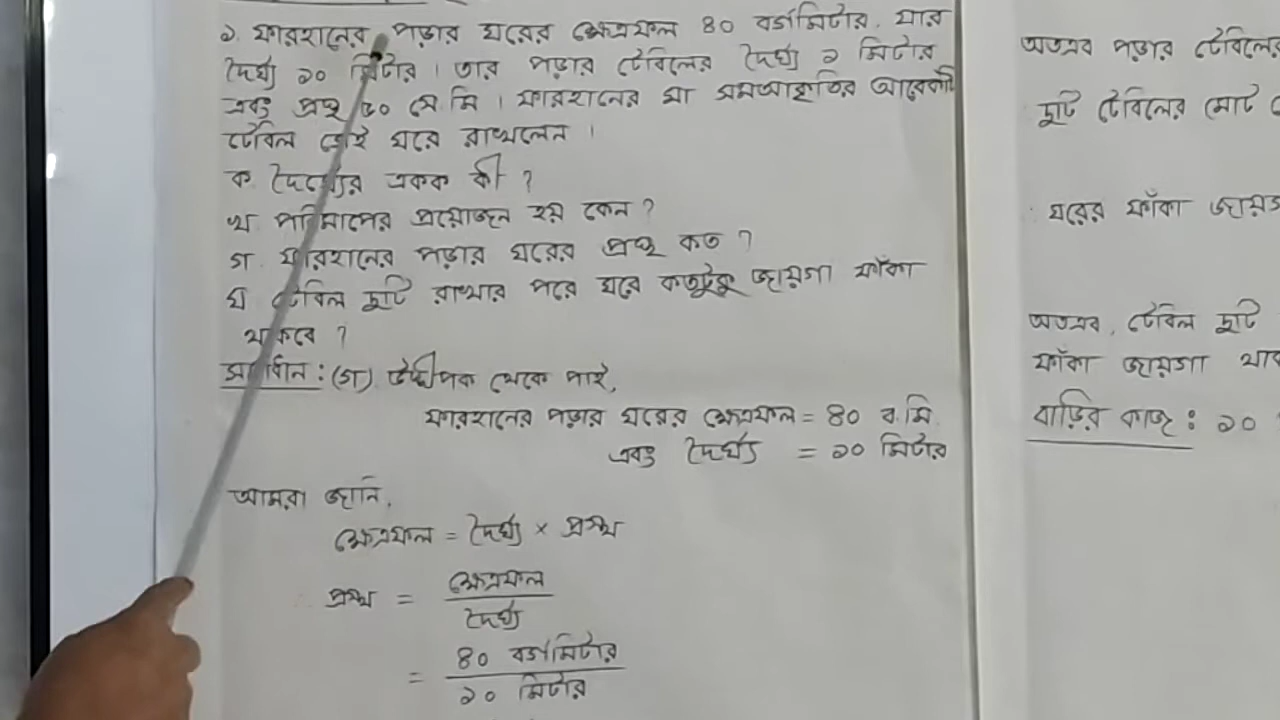 ১. ফারহানের পড়ার ঘরের ক্ষেত্রফল ৪০ বর্গমিটার, যার
দৈর্ঘ্য ১০ মিটার। তার পড়ার টেবিলের দৈর্ঘ্য ১ মিটার
এবং প্রস্থ সে.মি। ফারহানের মা সমআকৃতির আরেকটি
টেবিল ঘরে রাখলেন।
ক. দৈর্ঘ্যের একক কী?
খ. পরিমাপের প্রয়োজন হয় কেন?
গ. ফারহানের পড়ার ঘরের প্রস্থ কত?
ঘ. টেবিল দুটি রাখার পরে ঘরে কতটুকু জায়গা ফাঁকা
থাকবে?
সমাধান: (গ) উদ্দীপক থেকে পাই,
ফারহানের পড়ার ঘরের ক্ষেত্রফল = ৪০ ব.মি.
এবং দৈর্ঘ্য = ১০ মিটার
আমরা জানি,
ক্ষেত্রফল = দৈর্ঘ্য × প্রস্থ
প্রস্থ = ক্ষেত্রফল
দৈর্ঘ্য
= ৪০ বর্গমিটার
১০ মিটার
অতএব পড়ার টেবিলের
দুটি টেবিলের মোট
ঘরের ফাঁকা
অতএব, টেবিল দুটি
ফাঁকা জায়গা
বাড়ির কাজ: ১০